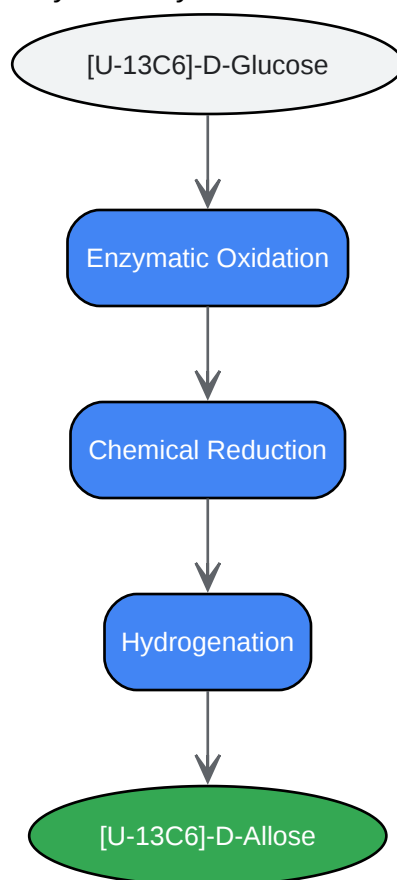 [U-13C6]-D-Glucose
Enzymatic Oxidation
Chemical Reduction
Hydrogenation
[U-13C6]-D-Allose